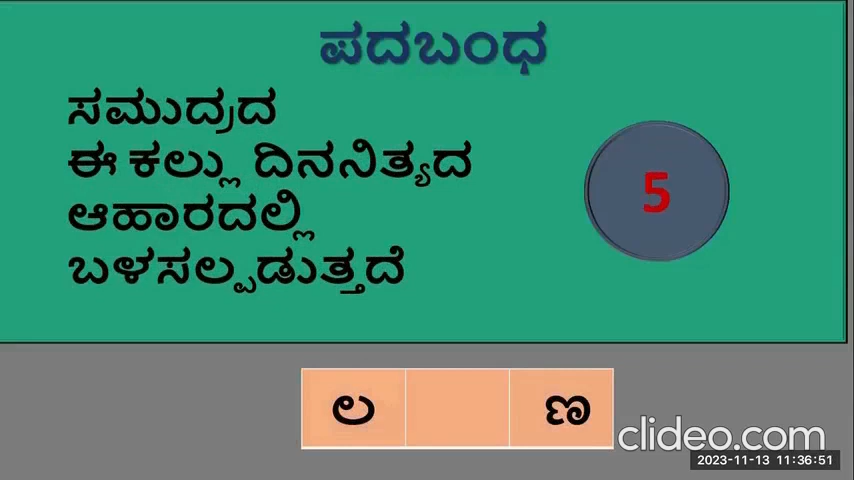 ಪದಬಂಧ
ಸಮುದ್ರದ
ಈ ಕಲ್ಲು ದಿನನಿತ್ಯದ
ಆಹಾರದಲ್ಲಿ
ಬಳಸಲ್ಪಡುತ್ತದೆ
5
ಲ ಣ
clideo.com
2023-11-13 11:36:51